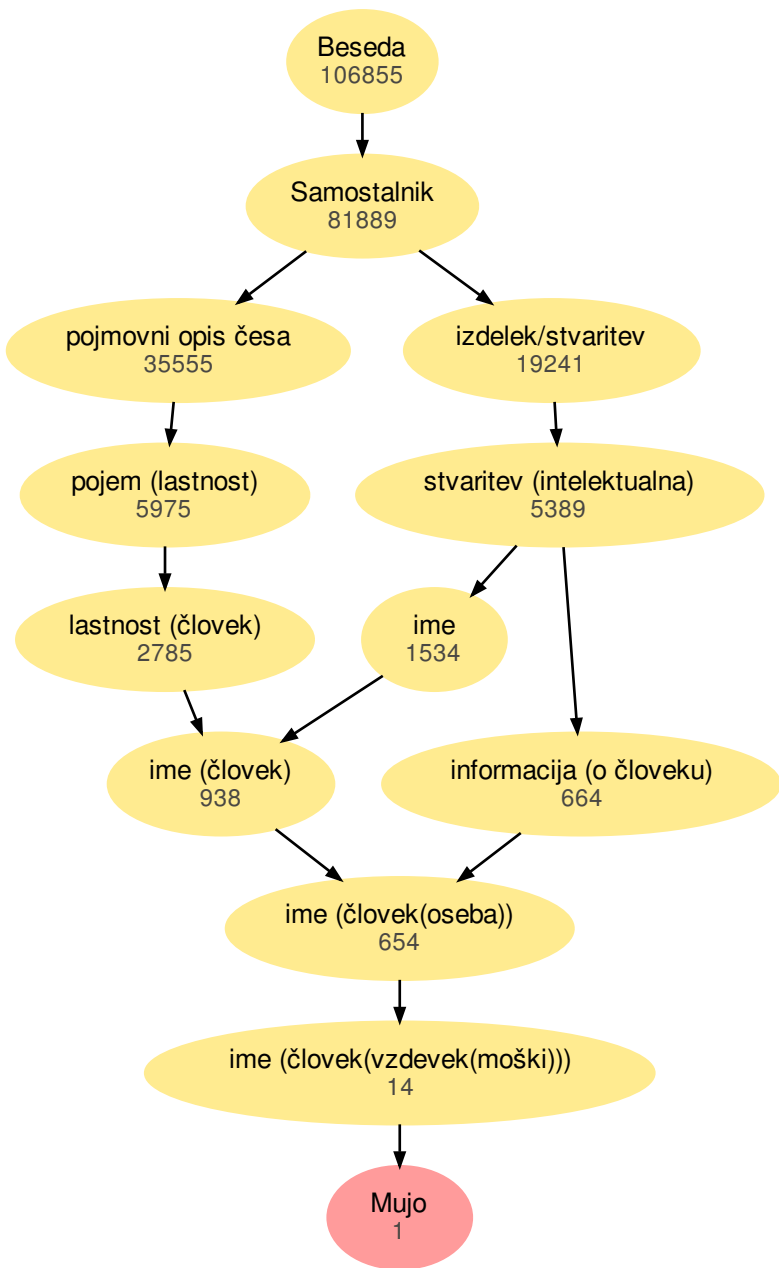 Beseda
106855
Samostalnik
81889
pojmovni opis česa
35555
izdelek/stvaritev
19241
pojem (lastnost)
5975
stvaritev (intelektualna)
5389
lastnost (človek)
2785
ime
1534
ime (človek)
938
informacija (o človeku)
664
ime (človek(oseba))
654
ime (človek(vzdevek(moški)))
14
Mujo
1